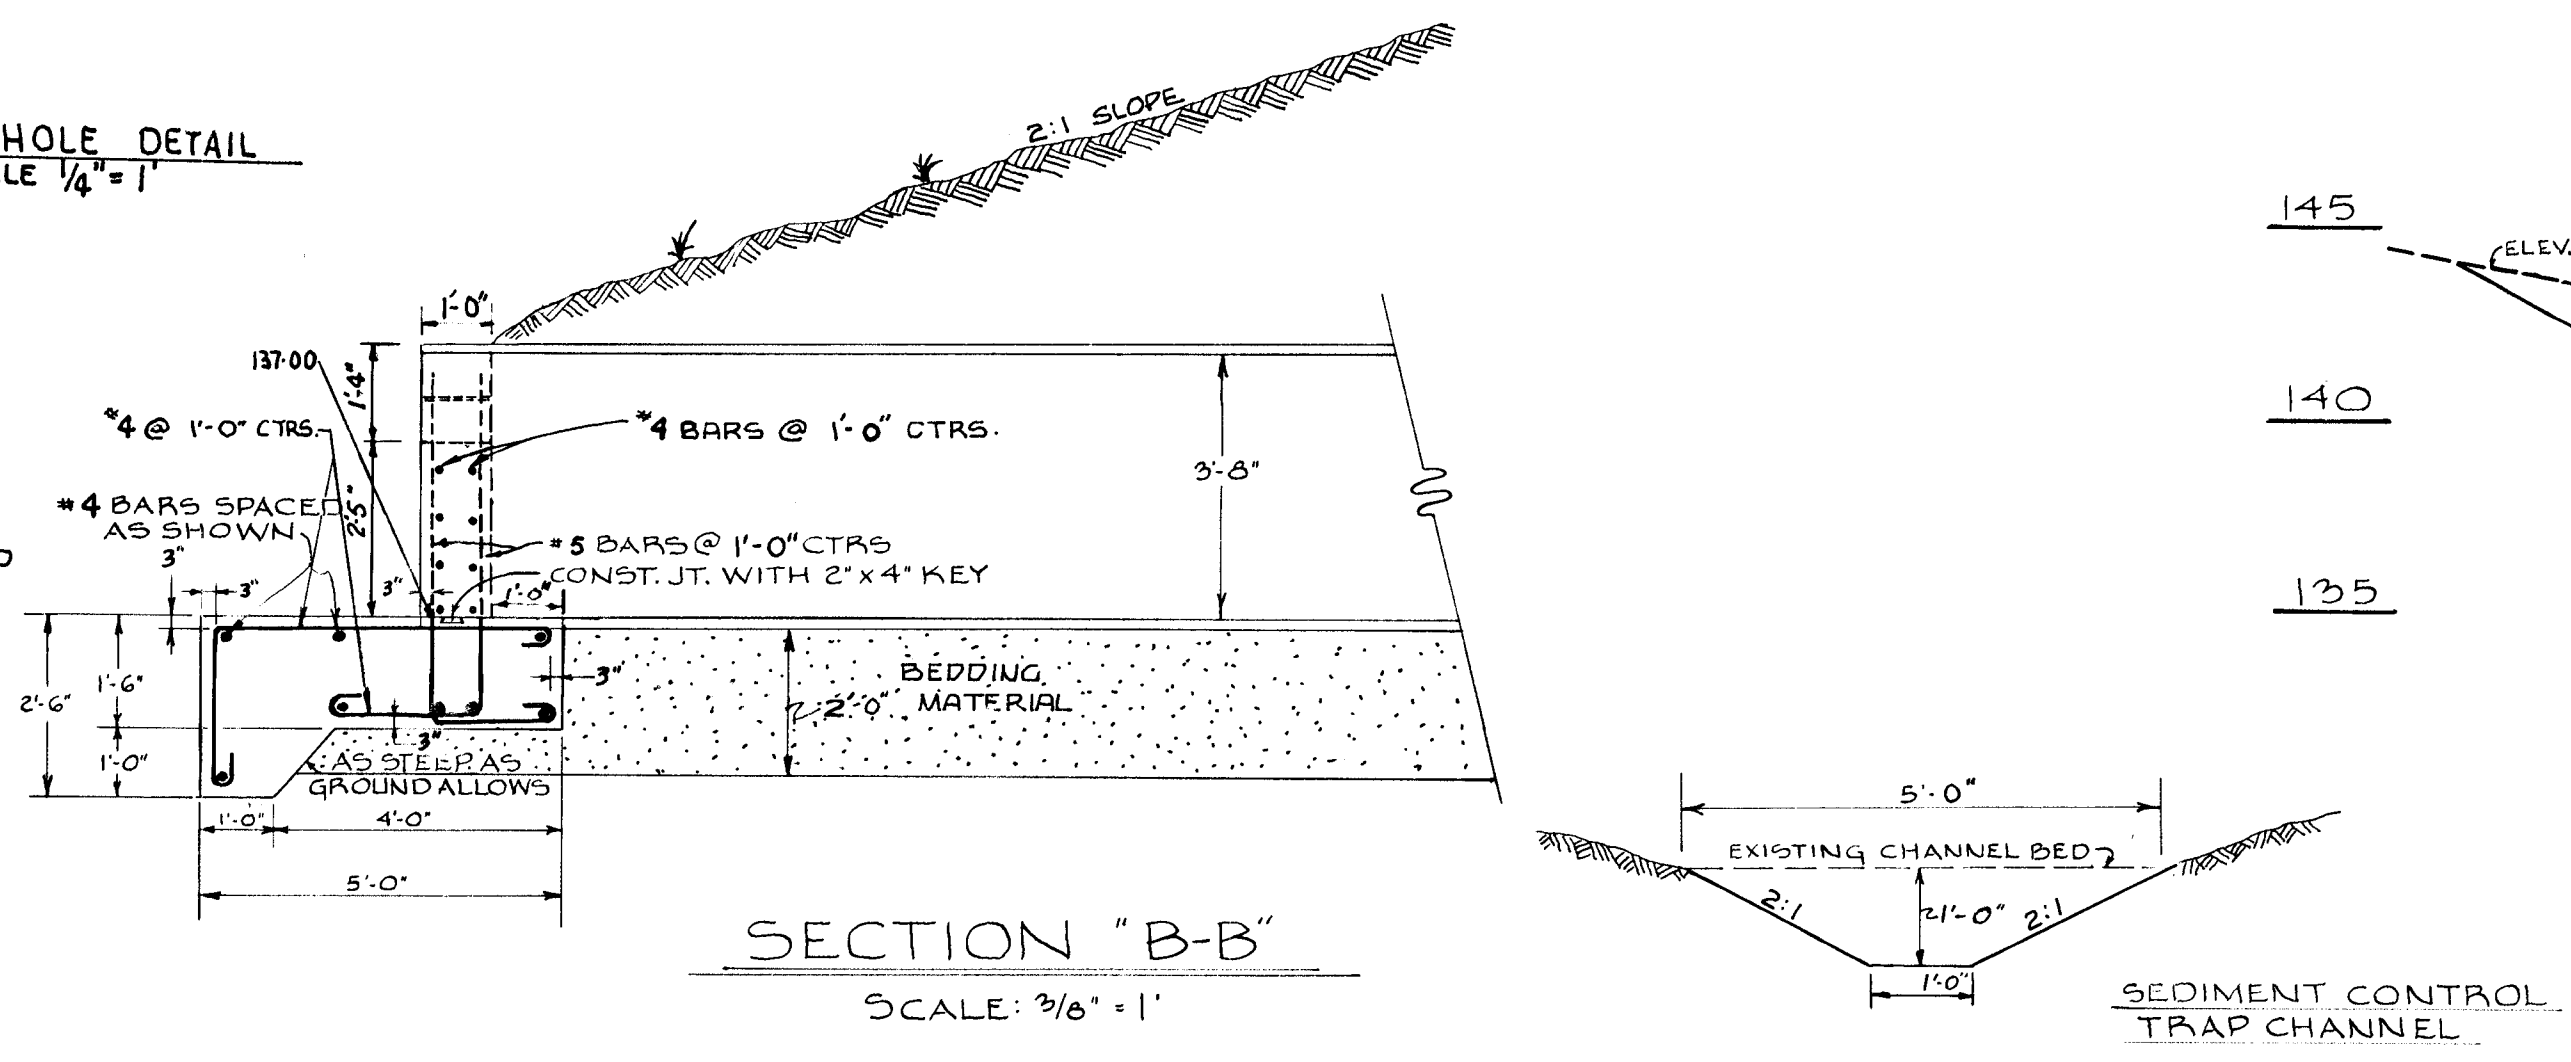 HOLE DETAIL
LE 1/4" = 1'
2:1 SLOPE
1'-0"
137.00
1'-4"
#4 @ 1'-0" CTRS.
#4 BARS @ 1'-0" CTRS.
3'-8"
#4 BARS SPACED
AS SHOWN
2'-5"
#5 BARS @ 1'-0" CTRS
CONST. JT. WITH 2" x 4" KEY
3"
3"
3"
1'-0"
2'-6"
1'-6"
1'-0"
3"
3"
BEDDING
MATERIAL
2'-0"
AS STEEP AS
GROUND ALLOWS
1'-0"
4'-0"
5'-0"
SECTION "B-B"
SCALE: 3/8" = 1'
145
ELEV.
140
135
5'-0"
EXISTING CHANNEL BED
2:1
1'-0"
2:1
1'-0"
SEDIMENT CONTROL
TRAP CHANNEL